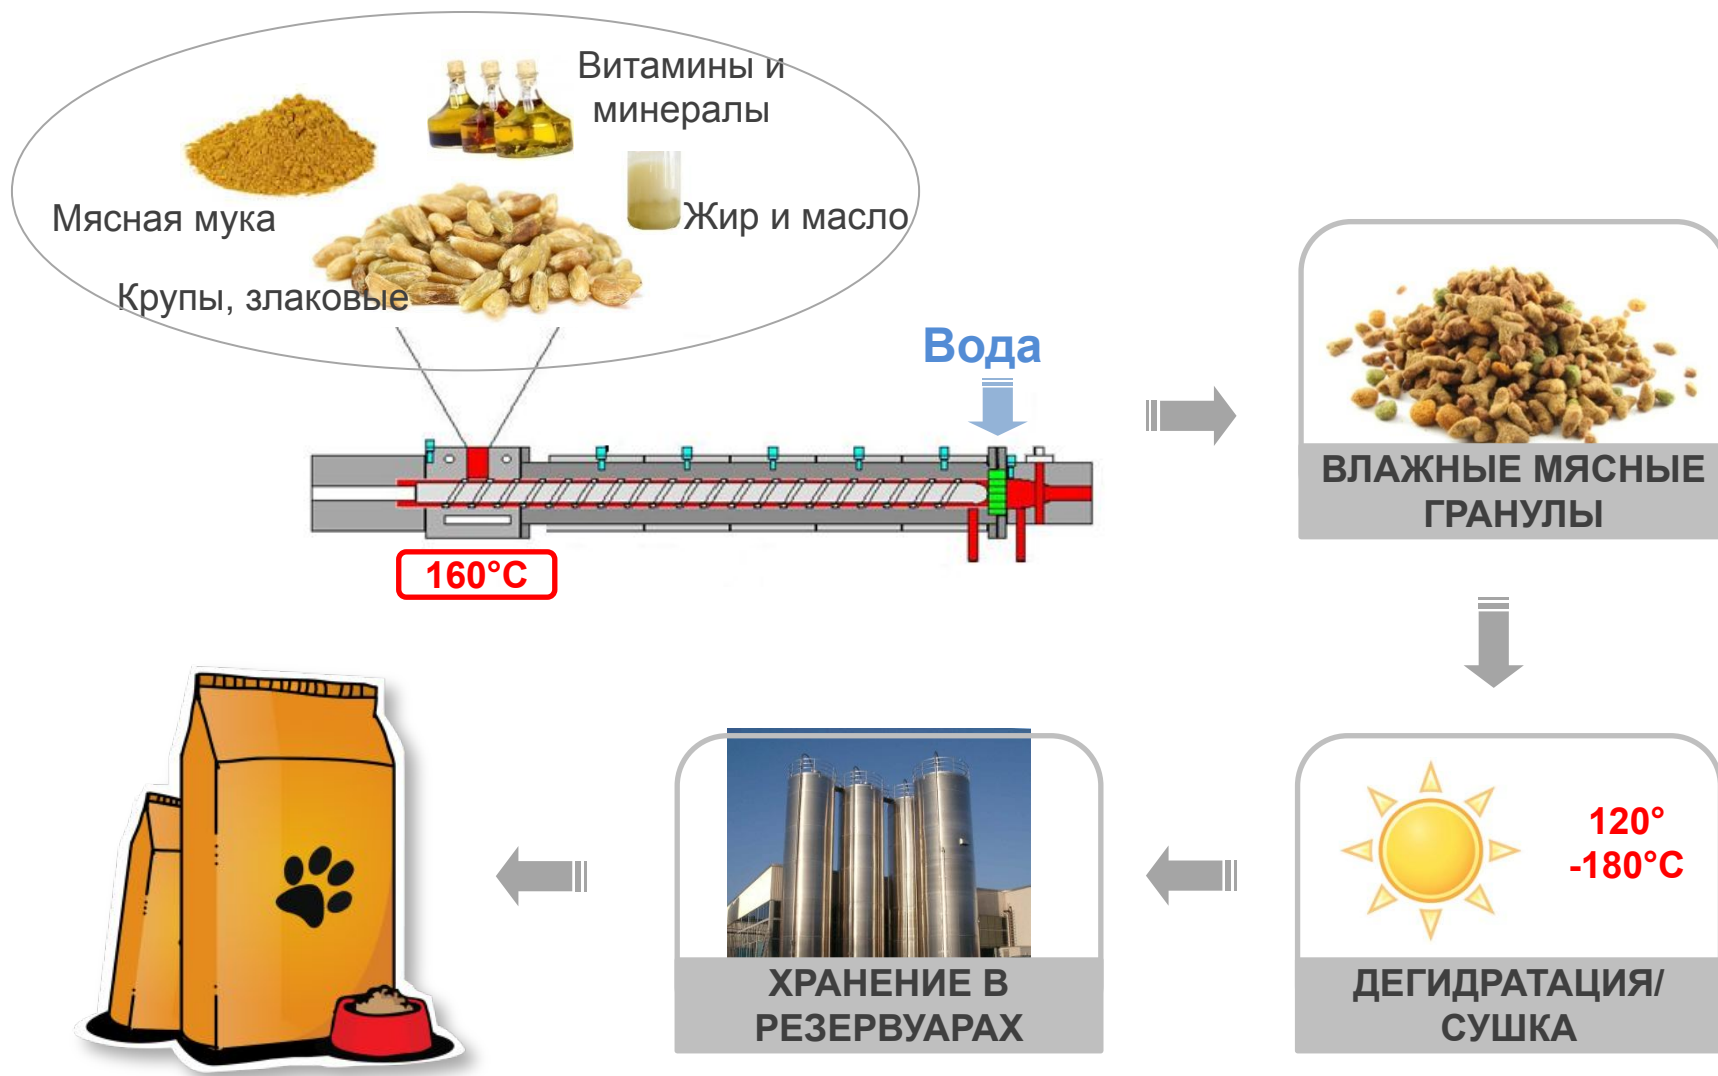 Витамины и
минералы
Мясная мука
Жир и масло
Крупы, злаковые
Вода
160°C
ВЛАЖНЫЕ МЯСНЫЕ
ГРАНУЛЫ
120°
-180°C
ДЕГИДРАТАЦИЯ/
СУШКА
ХРАНЕНИЕ В
РЕЗЕРВУАРАХ